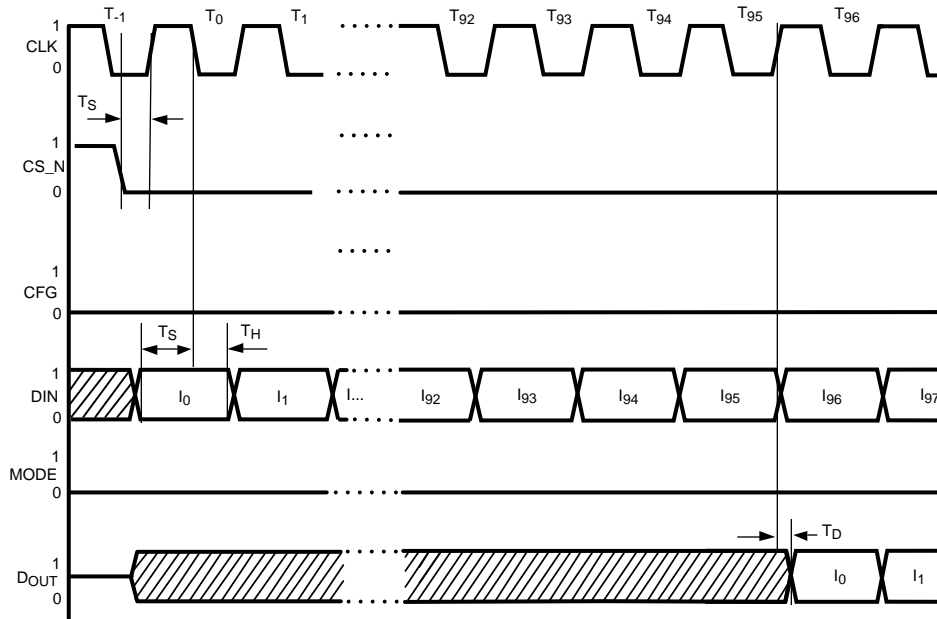 T-1 T0 T1 T92 T93 T94 T95 T96
1
CLK
0
TS
1
CS_N
0
1
CFG
0
TS TH
1
DIN I0 I1 I... I92 I93 I94 I95 I96 I97
0
1
MODE
0
TD
1
DOUT I0 I1
0